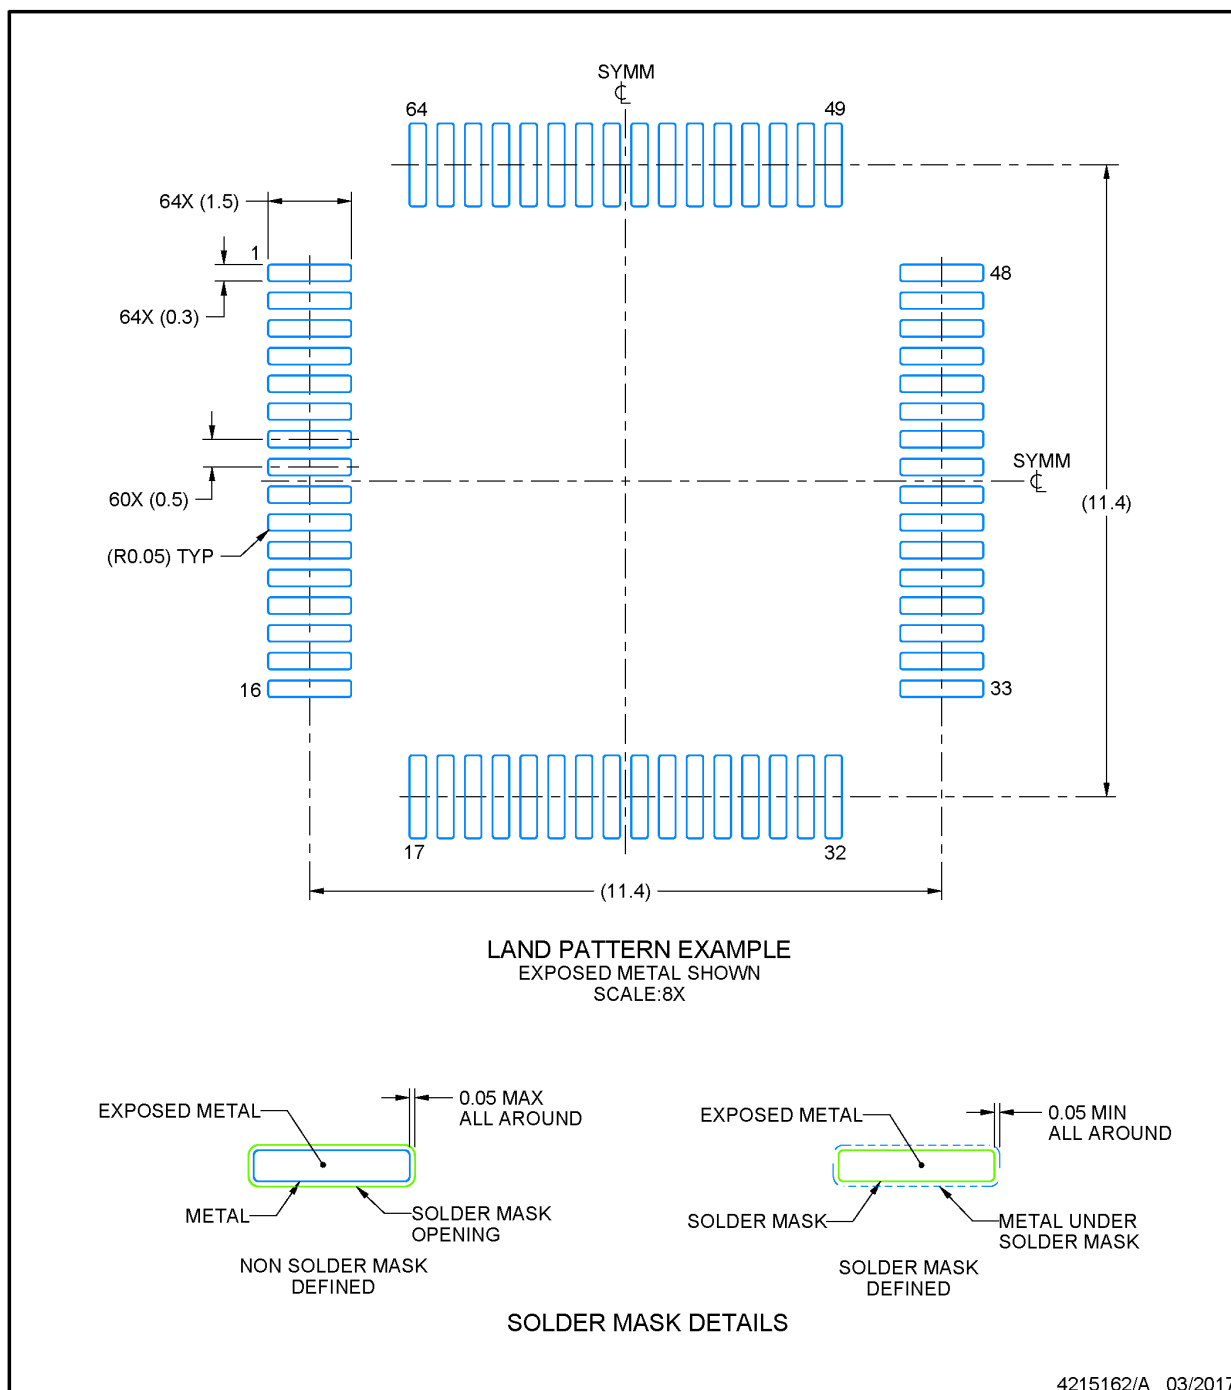 SYMM
℄
64
49
64X (1.5)
1
48
64X (0.3)
SYMM
℄
60X (0.5)
(11.4)
(R0.05) TYP
16
33
17
32
(11.4)
LAND PATTERN EXAMPLE
EXPOSED METAL SHOWN
SCALE:8X
EXPOSED METAL
0.05 MAX
ALL AROUND
METAL
SOLDER MASK
OPENING
NON SOLDER MASK
DEFINED
EXPOSED METAL
0.05 MIN
ALL AROUND
SOLDER MASK
METAL UNDER
SOLDER MASK
SOLDER MASK
DEFINED
SOLDER MASK DETAILS
4215162/A 03/2017